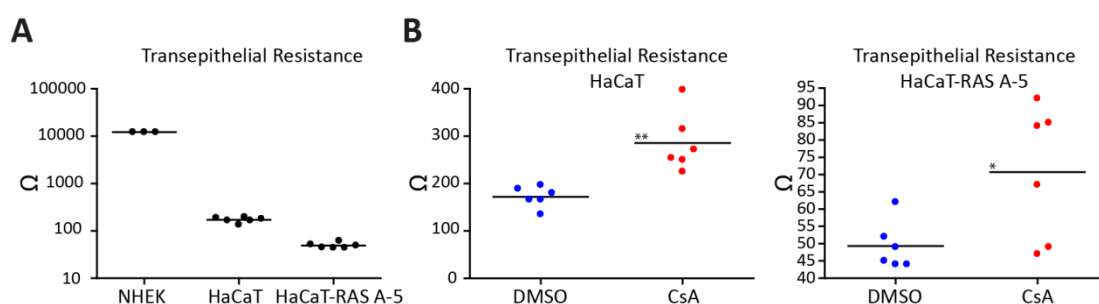 A
Transepithelial Resistance
Ω
100000
10000
1000
100
10
NHEK HaCaT HaCaT-RAS A-5
B
Transepithelial Resistance
HaCaT
Ω
400
300
200
100
0
**
DMSO CsA
Transepithelial Resistance
HaCaT-RAS A-5
Ω
95
90
85
80
75
70
65
60
55
50
45
40
*
DMSO CsA